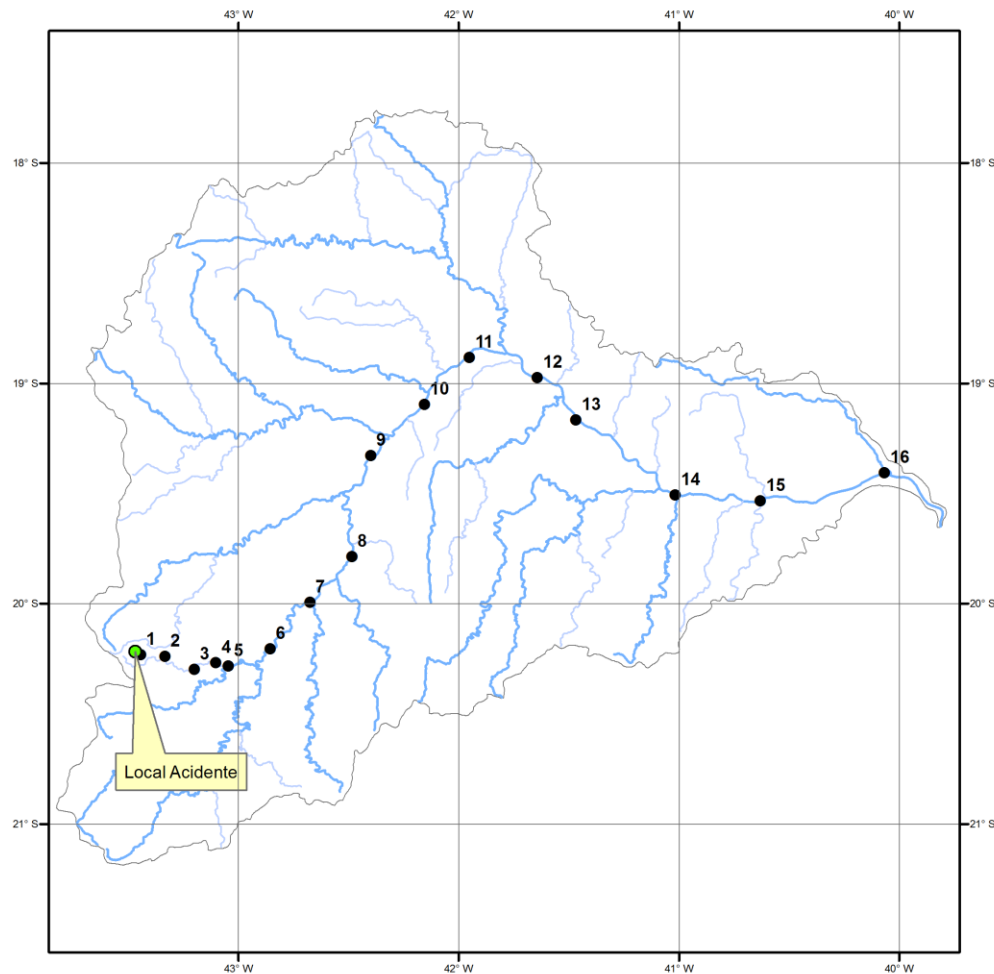 43° W 42° W 41° W 40° W
18° S 18° S
11
12
19° S 19° S
10
13
9
16
14 15
8
20° S 20° S
7
6
1 2 3 4 5
Local Acidente
21° S 21° S
43° W 42° W 41° W 40° W